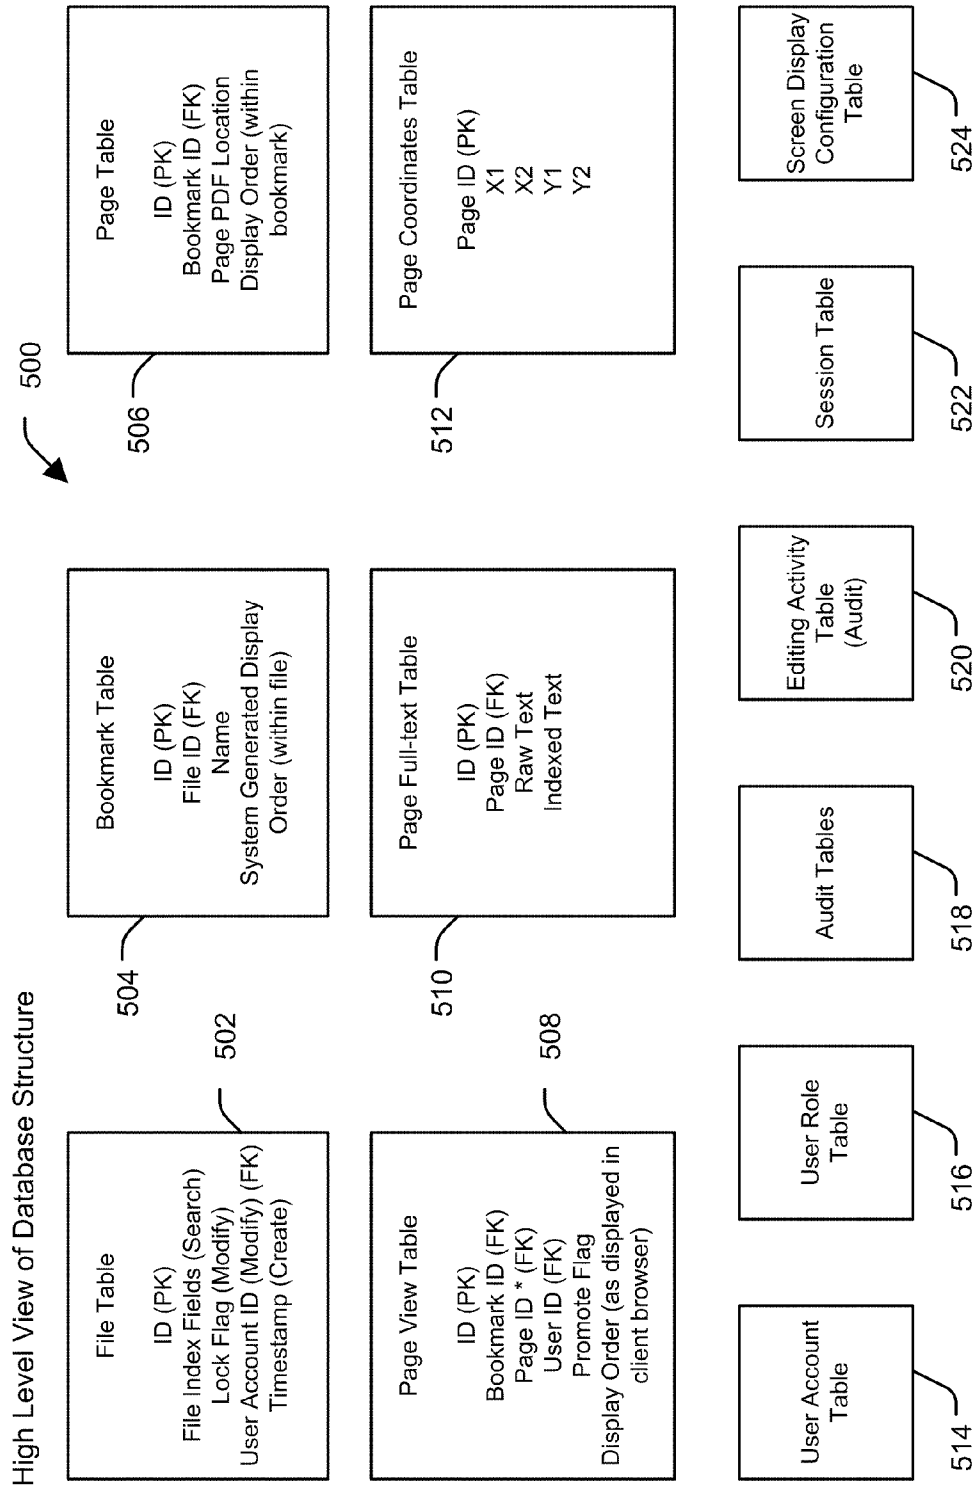 High Level View of Database Structure
500
File Table
ID (PK)
File Index Fields (Search)
Lock Flag (Modify)
User Account ID (Modify) (FK)
Timestamp (Create)
502
Bookmark Table
ID (PK)
File ID (FK)
Name
System Generated Display
Order (within file)
504
Page Table
ID (PK)
Bookmark ID (FK)
Page PDF Location
Display Order (within
bookmark)
506
Page View Table
ID (PK)
Bookmark ID (FK)
Page ID * (FK)
User ID (FK)
Promote Flag
Display Order (as displayed in
client browser)
508
Page Full-text Table
ID (PK)
Page ID (FK)
Raw Text
Indexed Text
510
Page Coordinates Table
Page ID (PK)
X1
X2
Y1
Y2
512
User Account
Table
514
User Role
Table
516
Audit Tables
518
Editing Activity
Table
(Audit)
520
Session Table
522
Screen Display
Configuration
Table
524